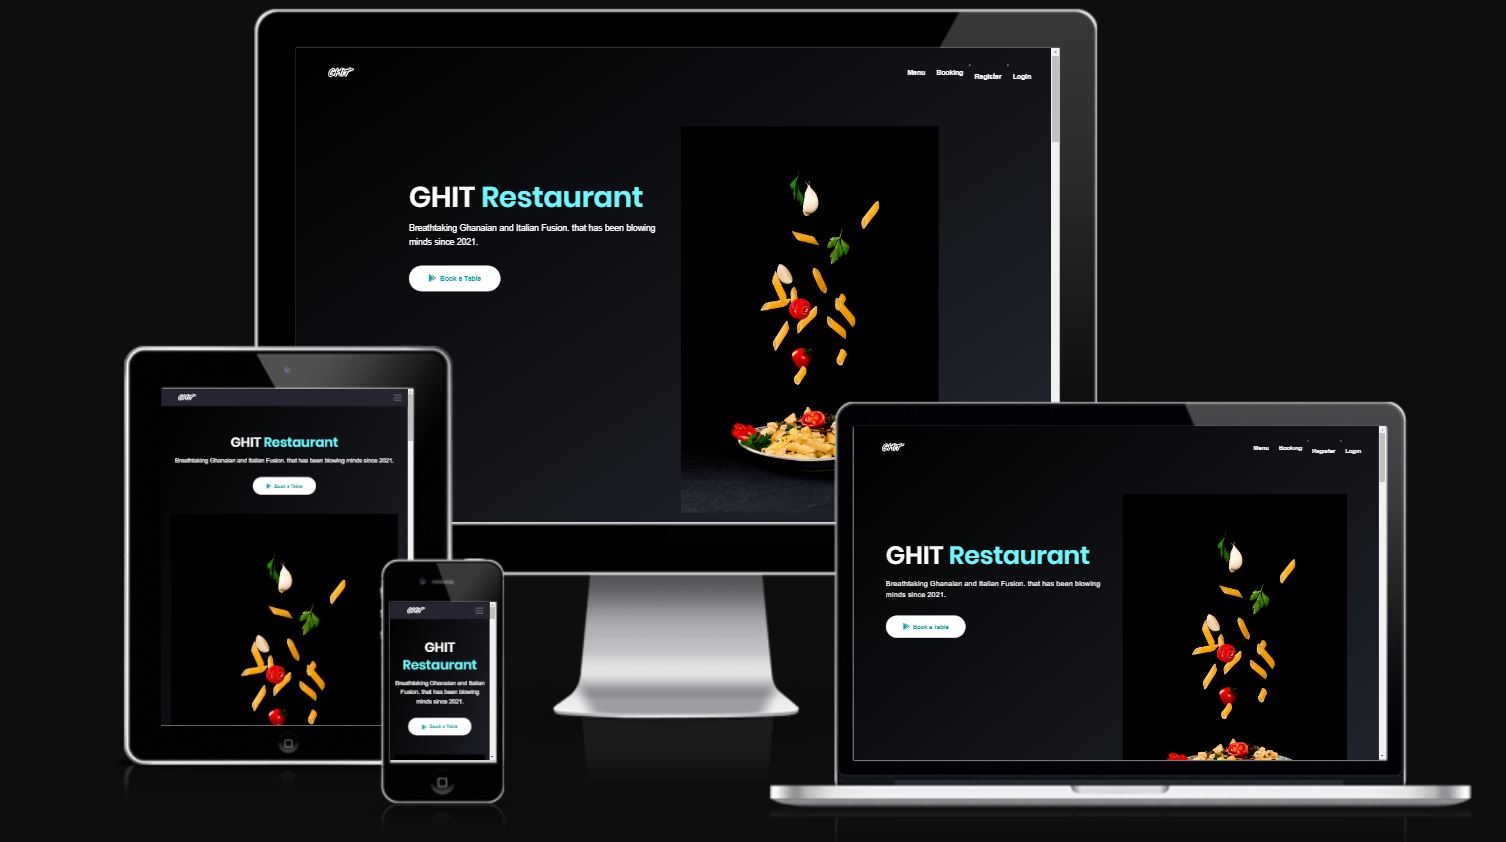 GHIT
Menu Booking Register Login
GHIT Restaurant
Breathtaking Ghanaian and Italian Fusion. that has been blowing
minds since 2021.
Book a Table
GHIT
GHIT Restaurant
Breathtaking Ghanaian and Italian Fusion. that has been blowing minds since 2021.
Book a Table
GHIT
GHIT
Restaurant
Breathtaking Ghanaian and Italian
Fusion. that has been blowing
minds since 2021.
Book a Table
GHIT
Menu Booking Register Login
GHIT Restaurant
Breathtaking Ghanaian and Italian Fusion. that has been blowing
minds since 2021.
Book a Table